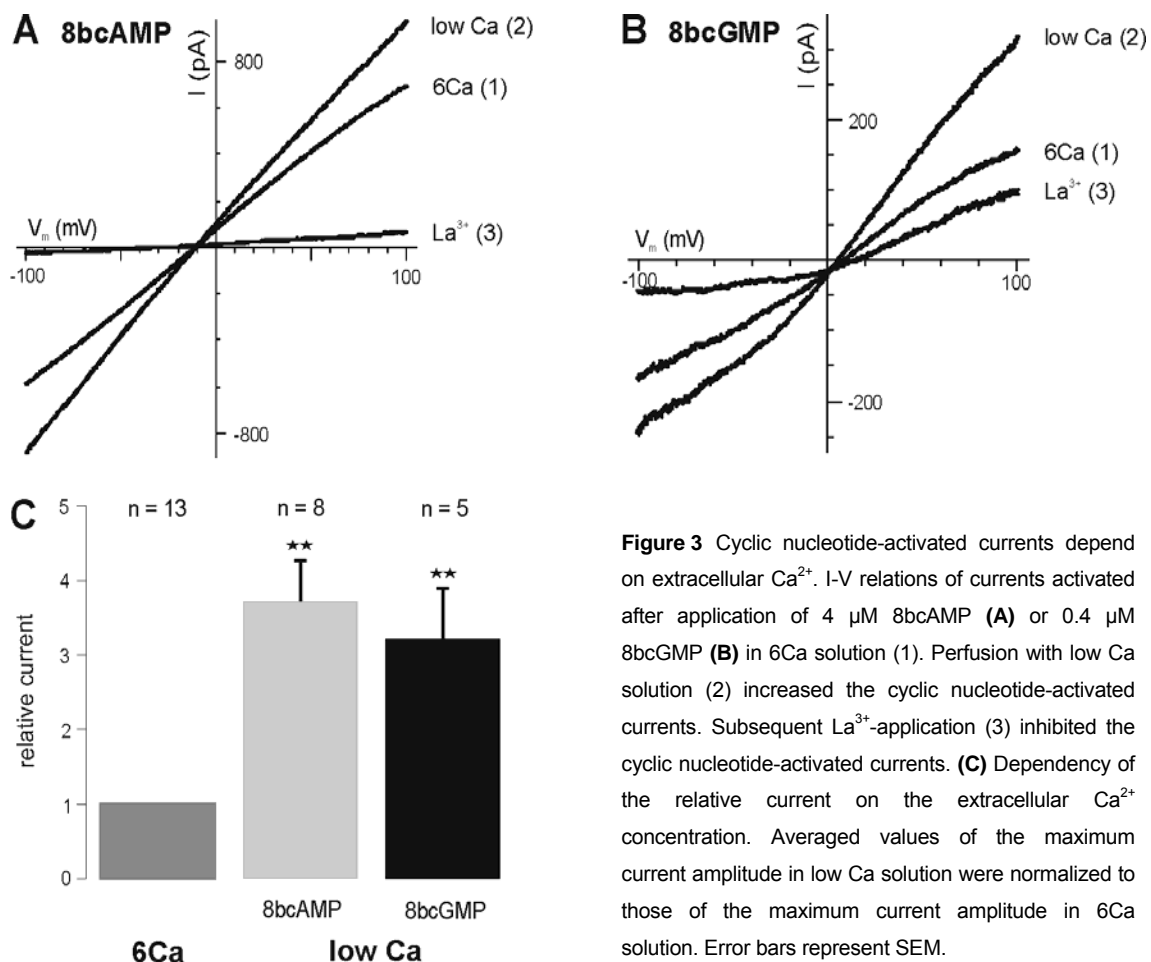 A 8bcAMP
I (pA)
800
low Ca (2)
6Ca (1)
Vm (mV)
La³⁺ (3)
-100
100
-800
B 8bcGMP
I (pA)
low Ca (2)
200
6Ca (1)
La³⁺ (3)
Vm (mV)
-100
100
-200
C
relative current
5
4
3
2
1
0
n = 13
n = 8
n = 5
★★
★★
8bcAMP
8bcGMP
6Ca
low Ca
Figure 3 Cyclic nucleotide-activated currents depend
on extracellular Ca²⁺. I-V relations of currents activated
after application of 4 µM 8bcAMP (A) or 0.4 µM
8bcGMP (B) in 6Ca solution (1). Perfusion with low Ca
solution (2) increased the cyclic nucleotide-activated
currents. Subsequent La³⁺-application (3) inhibited the
cyclic nucleotide-activated currents. (C) Dependency of
the relative current on the extracellular Ca²⁺
concentration. Averaged values of the maximum
current amplitude in low Ca solution were normalized to
those of the maximum current amplitude in 6Ca
solution. Error bars represent SEM.